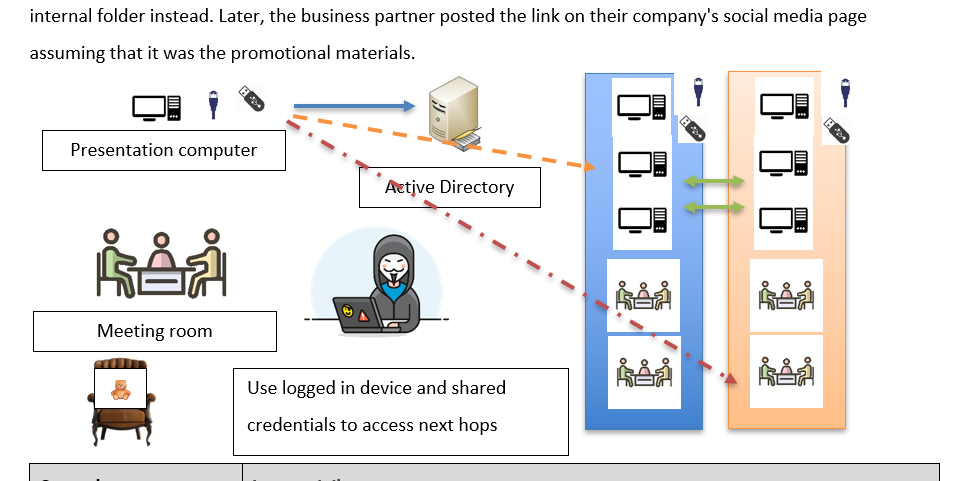 internal folder instead. Later, the business partner posted the link on their company's social media page
assuming that it was the promotional materials.
Presentation computer
Active Directory
Meeting room
Use logged in device and shared
credentials to access next hops